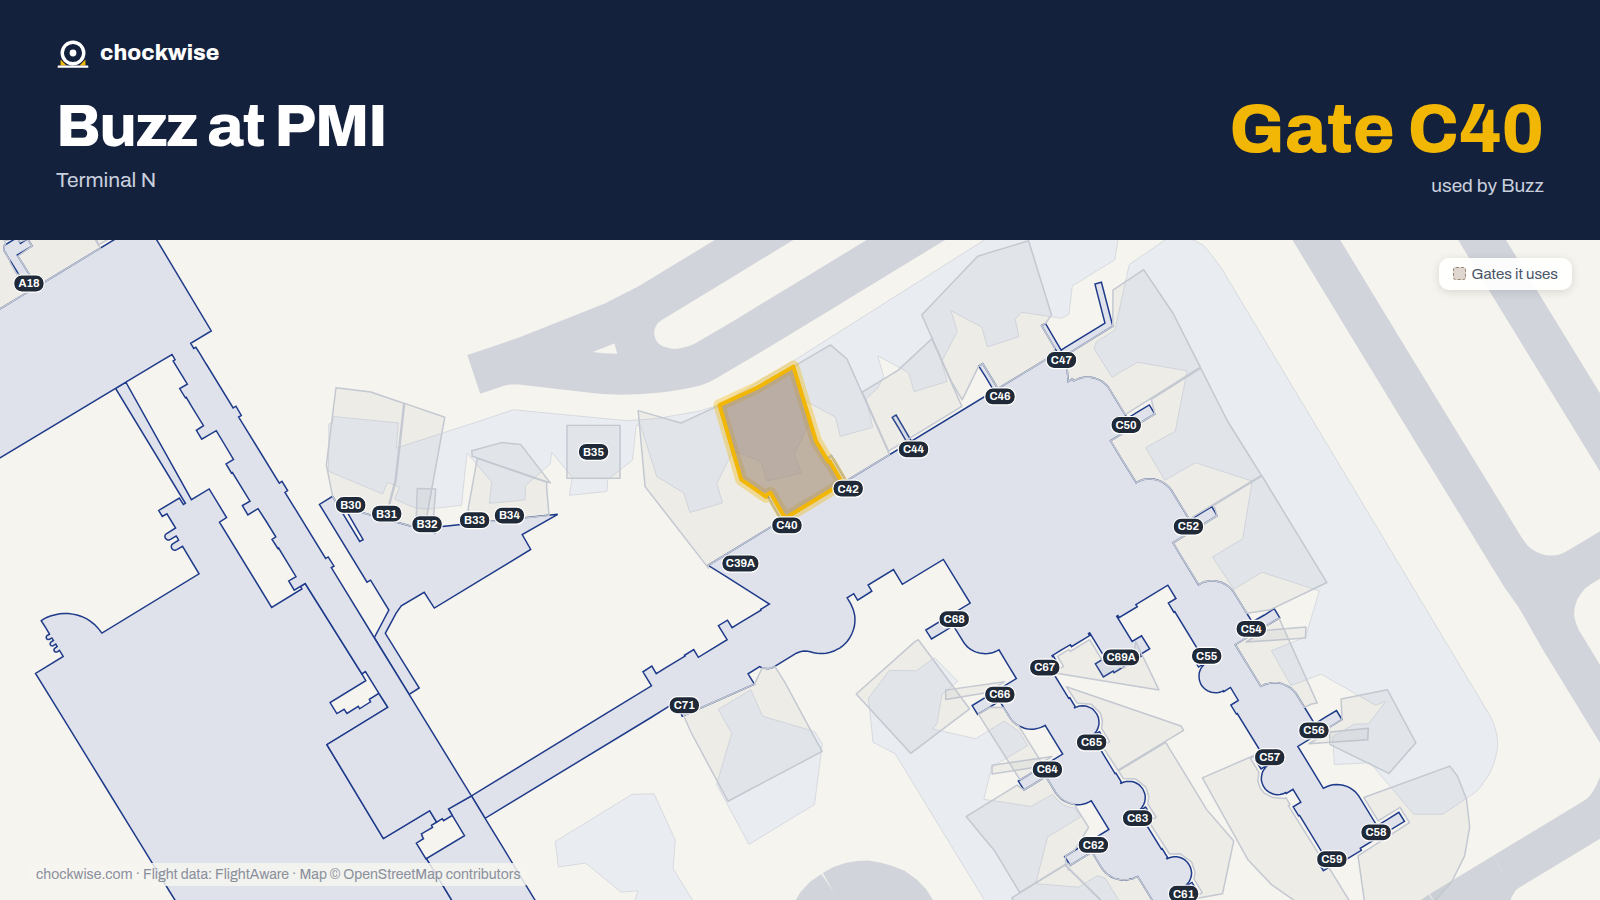 chockwise
Buzz at PMI
Terminal N
Gate C40
used by Buzz
Gates it uses
A18
C47
C46
C50
C44
B35
C42
B30
B31
B34
B33
B32
C40
C52
C39A
C68
C54
C55
C69A
C67
C66
C71
C56
C65
C57
C64
C63
C58
C62
C59
C61
chockwise.com · Flight data: FlightAware · Map © OpenStreetMap contributors